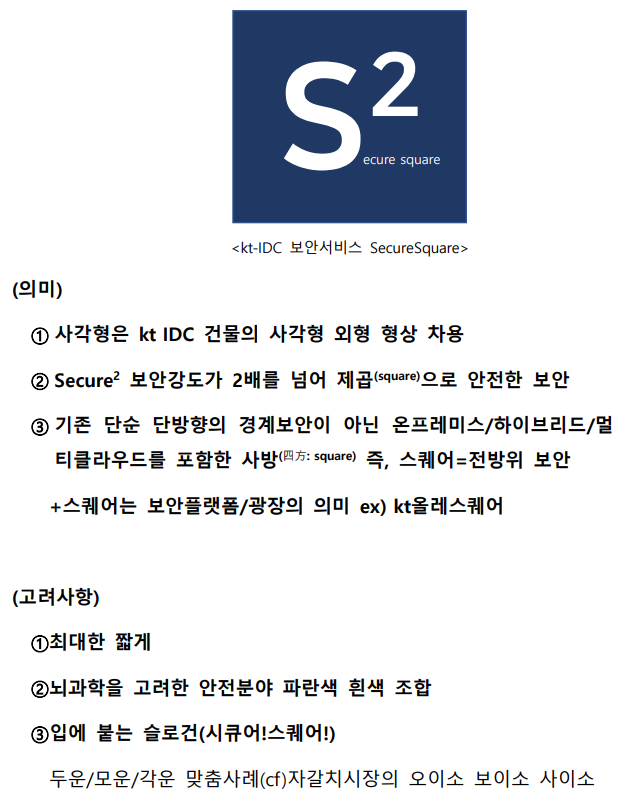 S²
ecure square
<kt-IDC 보안서비스 SecureSquare>
(의미)
① 사각형은 kt IDC 건물의 사각형 외형 형상 차용
② Secure² 보안강도가 2배를 넘어 제곱(square)으로 안전한 보안
③ 기존 단순 단방향의 경계보안이 아닌 온프레미스/하이브리드/멀
티클라우드를 포함한 사방(四方: square) 즉, 스퀘어=전방위 보안
+스퀘어는 보안플랫폼/광장의 의미 ex) kt올레스퀘어
(고려사항)
①최대한 짧게
②뇌과학을 고려한 안전분야 파란색 흰색 조합
③입에 붙는 슬로건(시큐어!스퀘어!)
두운/모운/각운 맞춤사례(cf)자갈치시장의 오이소 보이소 사이소